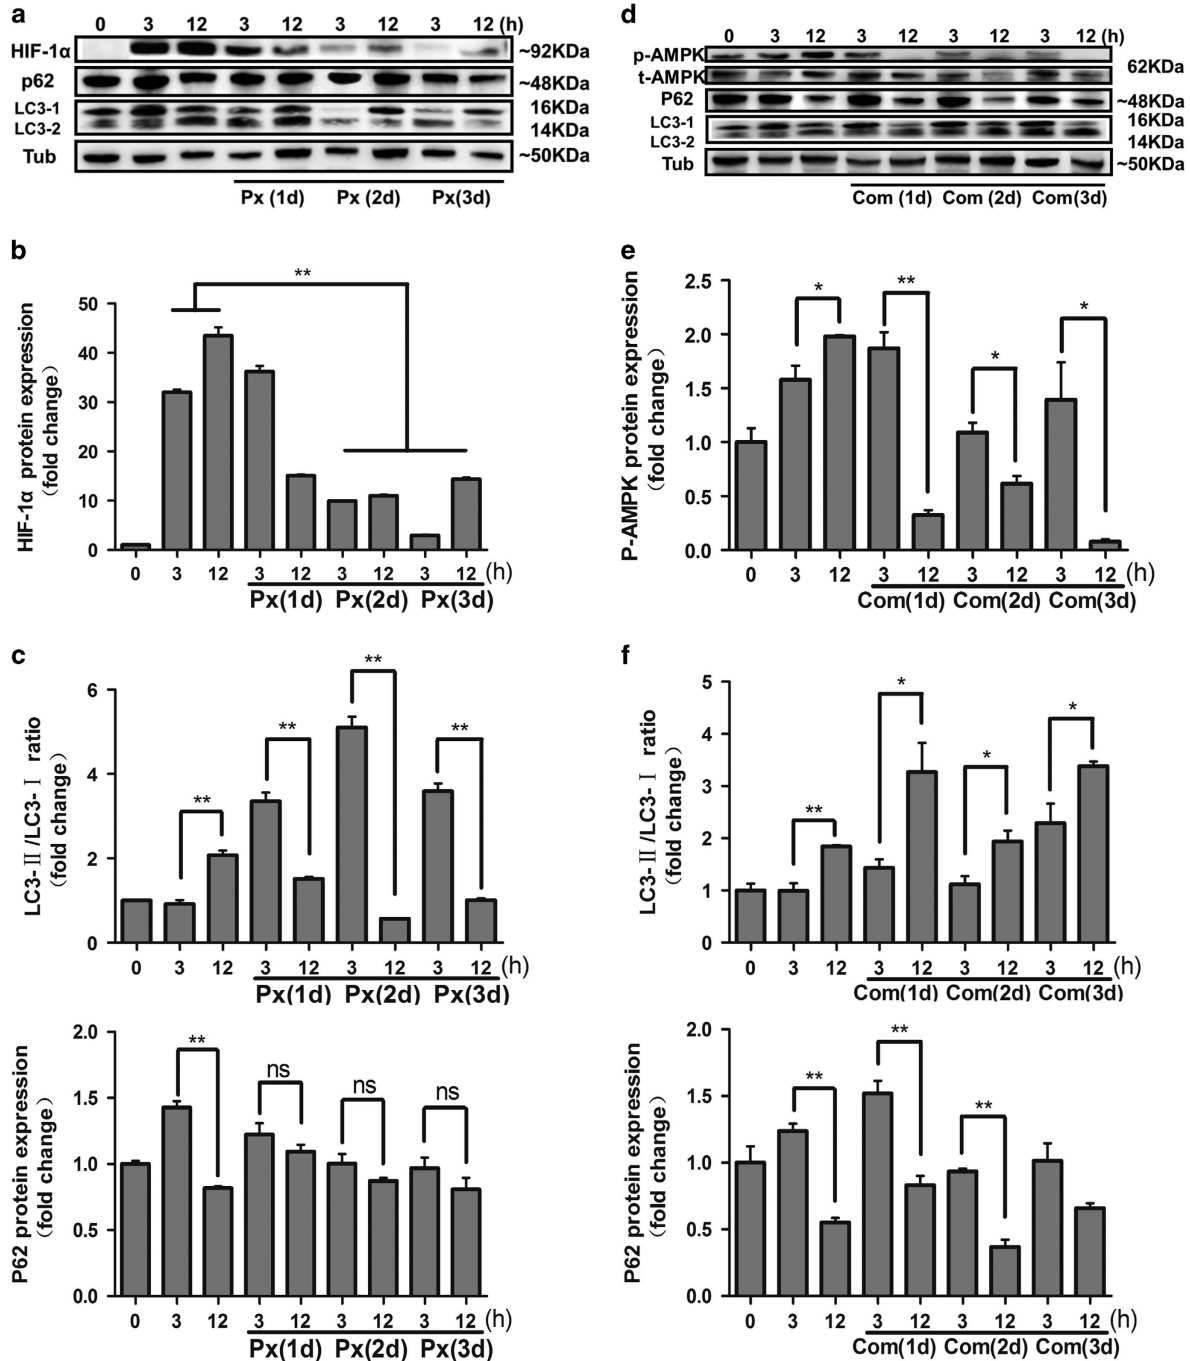 a
0 3 12 3 12 3 12 3 12 (h)
HIF-1α ~92KDa
p62 ~48KDa
LC3-1 16KDa
LC3-2 14KDa
Tub ~50KDa
Px (1d) Px (2d) Px(3d)
d
0 3 12 3 12 3 12 3 12 (h)
p-AMPK
62KDa
t-AMPK
P62 ~48KDa
LC3-1 16KDa
LC3-2 14KDa
Tub ~50KDa
Com (1d) Com (2d) Com(3d)
b
HIF-1α protein expression
(fold change)
50
40
30
20
10
0
**
0 3 12 3 12 3 12 3 12 (h)
Px(1d) Px(2d) Px(3d)
e
P-AMPK protein expression
(fold change)
2.5
2.0
1.5
1.0
0.5
0.0
* ** * *
0 3 12 3 12 3 12 3 12 (h)
Com(1d) Com(2d) Com(3d)
c
LC3-Ⅱ/LC3-Ⅰ ratio
(fold change)
6
4
2
0
** ** ** **
0 3 12 3 12 3 12 3 12 (h)
Px(1d) Px(2d) Px(3d)
f
LC3-Ⅱ/LC3-Ⅰ ratio
(fold change)
5
4
3
2
1
0
** * * *
0 3 12 3 12 3 12 3 12 (h)
Com(1d) Com(2d) Com(3d)
P62 protein expression
(fold change)
2.0
1.5
1.0
0.5
0.0
** ns ns ns
0 3 12 3 12 3 12 3 12 (h)
Px(1d) Px(2d) Px(3d)
P62 protein expression
(fold change)
2.0
1.5
1.0
0.5
0.0
** ** **
0 3 12 3 12 3 12 3 12 (h)
Com(1d) Com(2d) Com(3d)